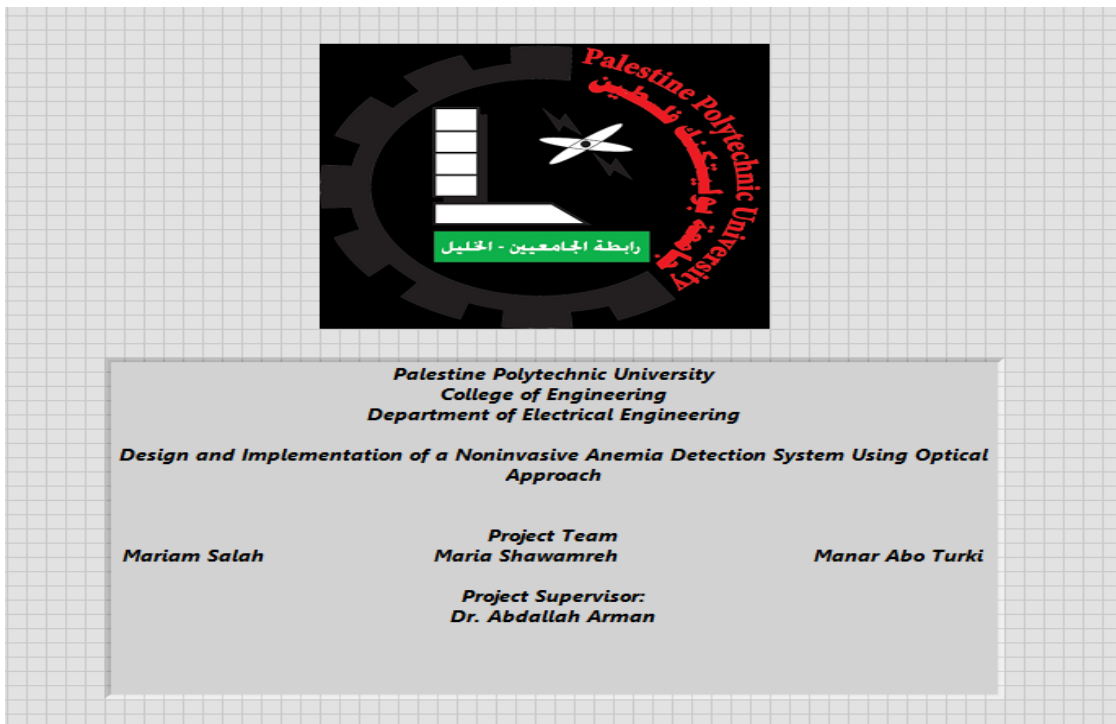 Palestine Polytechnic University
جامعة بوليتكنك فلسطين
رابطة الجامعيين - الخليل
Palestine Polytechnic University
College of Engineering
Department of Electrical Engineering
Design and Implementation of a Noninvasive Anemia Detection System Using Optical
Approach
Project Team
Mariam Salah Maria Shawamreh Manar Abo Turki
Project Supervisor:
Dr. Abdallah Arman